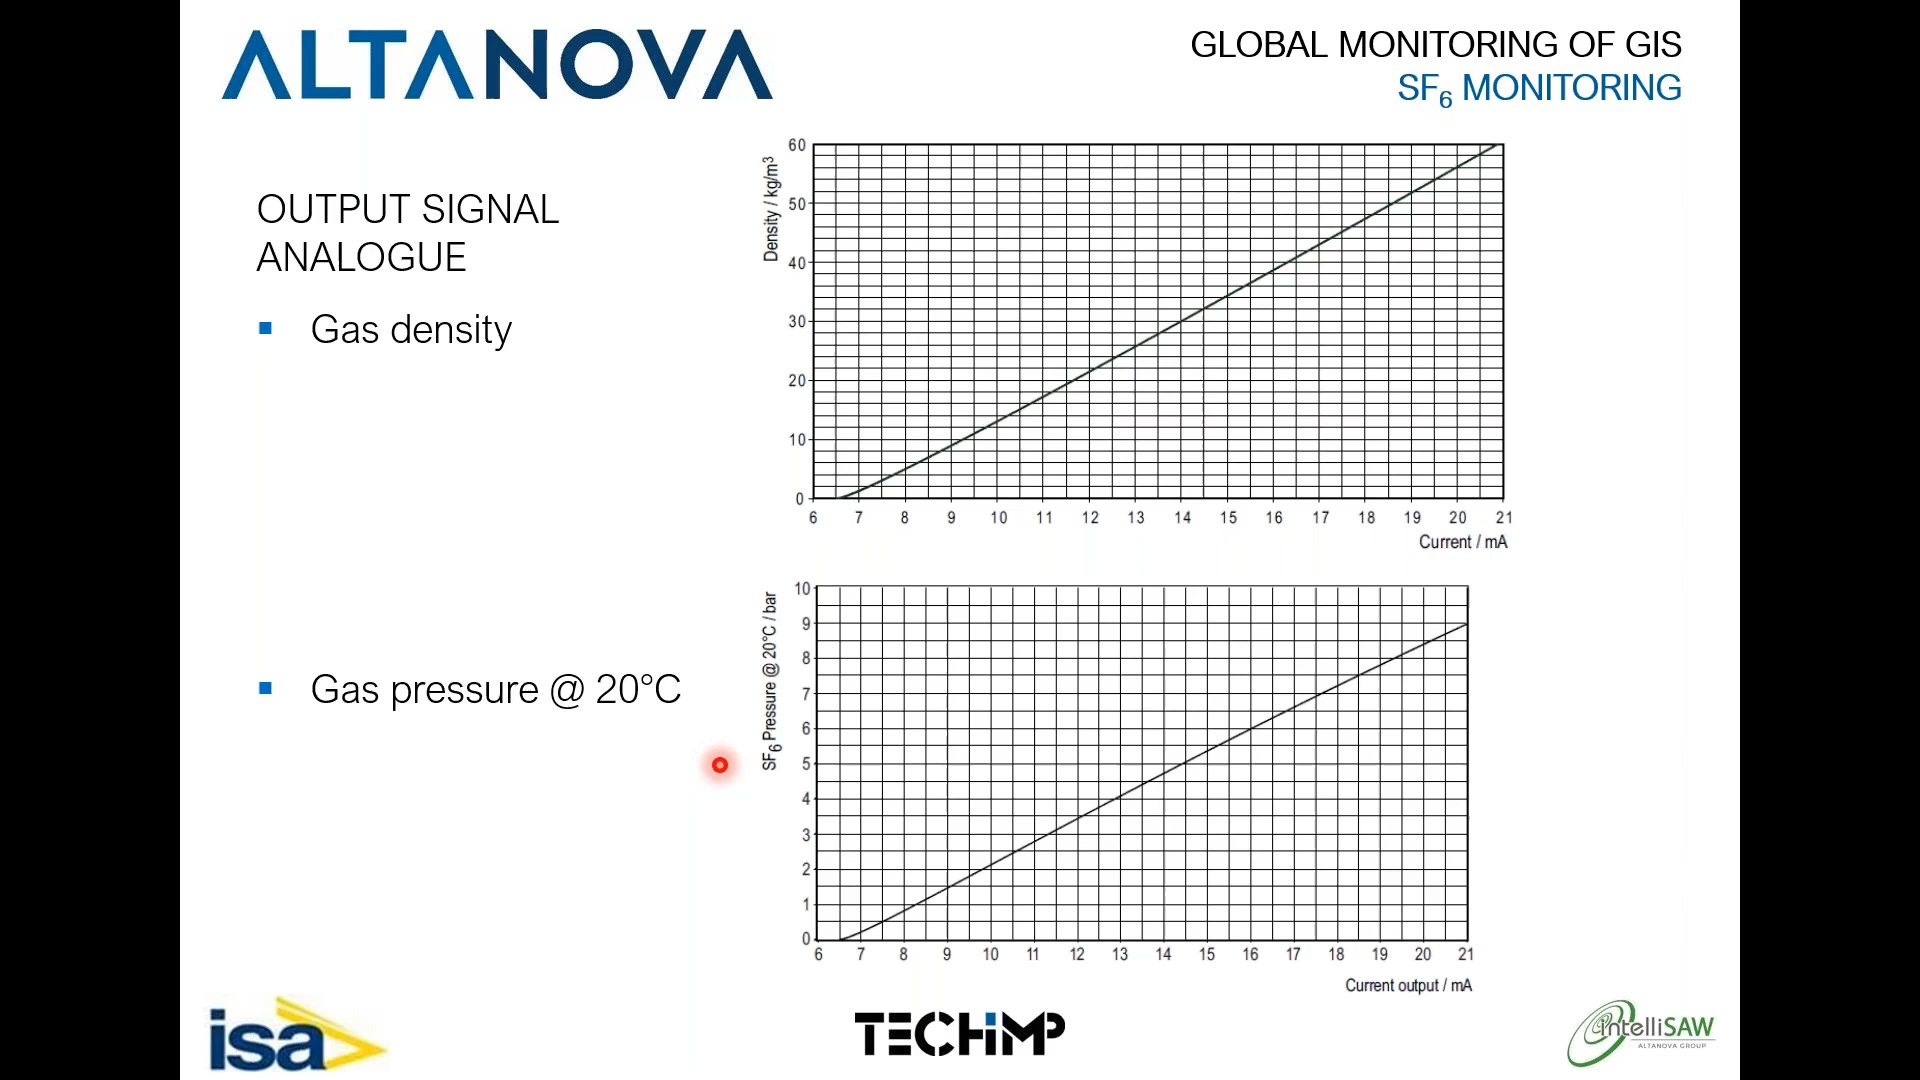 ALTANOVA
GLOBAL MONITORING OF GIS
SF6 MONITORING
OUTPUT SIGNAL
ANALOGUE
▪ Gas density
Density / kg/m³
60
50
40
30
20
10
0
6 7 8 9 10 11 12 13 14 15 16 17 18 19 20 21
Current / mA
▪ Gas pressure @ 20°C
SF6 Pressure @ 20°C / bar
10
9
8
7
6
5
4
3
2
1
0
6 7 8 9 10 11 12 13 14 15 16 17 18 19 20 21
Current output / mA
isa
TECHIMP
intelliSAW
ALTANOVA GROUP